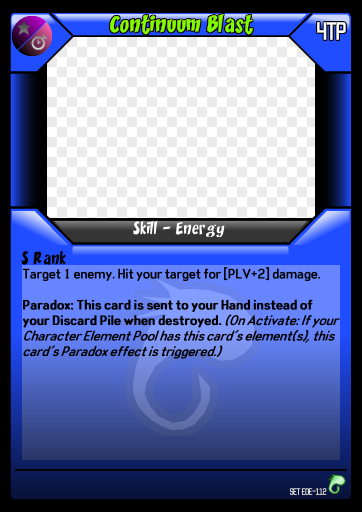 Continuum Blast
4TP
Skill - Energy
S Rank
Target 1 enemy. Hit your target for [PLV+2] damage.
Paradox: This card is sent to your Hand instead of
your Discard Pile when destroyed. (On Activate: If your
Character Element Pool has this card's element(s), this
card's Paradox effect is triggered.)
SET EOE-112